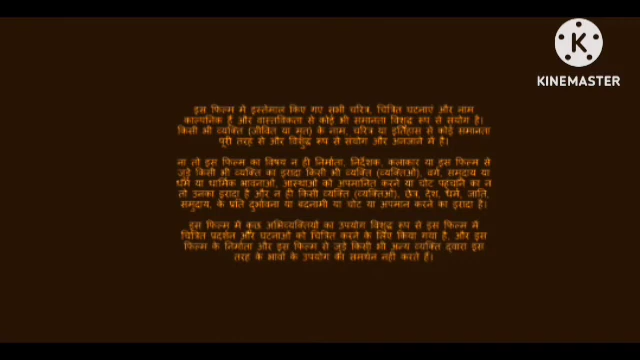 KINEMASTER
इस फिल्म में इस्तेमाल किए गए सभी चरित्र, चित्रित घटनाएं और नाम
काल्पनिक हैं और वास्तविकता से कोई भी समानता विशुद्ध रूप से संयोग है।
किसी भी व्यक्ति (जीवित या मृत) के नाम, चरित्र या इतिहास से कोई समानता
पूरी तरह से और विशुद्ध रूप से संयोग और अनजाने में है।
ना तो इस फिल्म का विषय न ही निर्माता, निर्देशक, कलाकार या इस फिल्म से
जुड़े किसी भी व्यक्ति का इरादा किसी भी व्यक्ति (व्यक्तिओं), वर्ग, समुदाय या
धर्म या धार्मिक भावनाओं, आस्थाओं को अपमानित करने या चोट पहुंचाने का न
तो उनका इरादा है और न ही किसी व्यक्ति (व्यक्तिओं), छेत्र, देश, धर्म, जाति,
समुदाय, के प्रति दुर्भावना या बदनामी या चोट या अपमान करने का इरादा है।
इस फिल्म में कुछ अभिव्यक्तियों का उपयोग विशुद्ध रूप से इस फिल्म में
चित्रित प्रदर्शन और घटनाओं को चित्रित करने के लिए किया गया है, और इस
फिल्म के निर्माता और इस फिल्म से जुड़े किसी भी अन्य व्यक्ति द्वारा इस
तरह के भावों के उपयोग का समर्थन नहीं करते हैं।